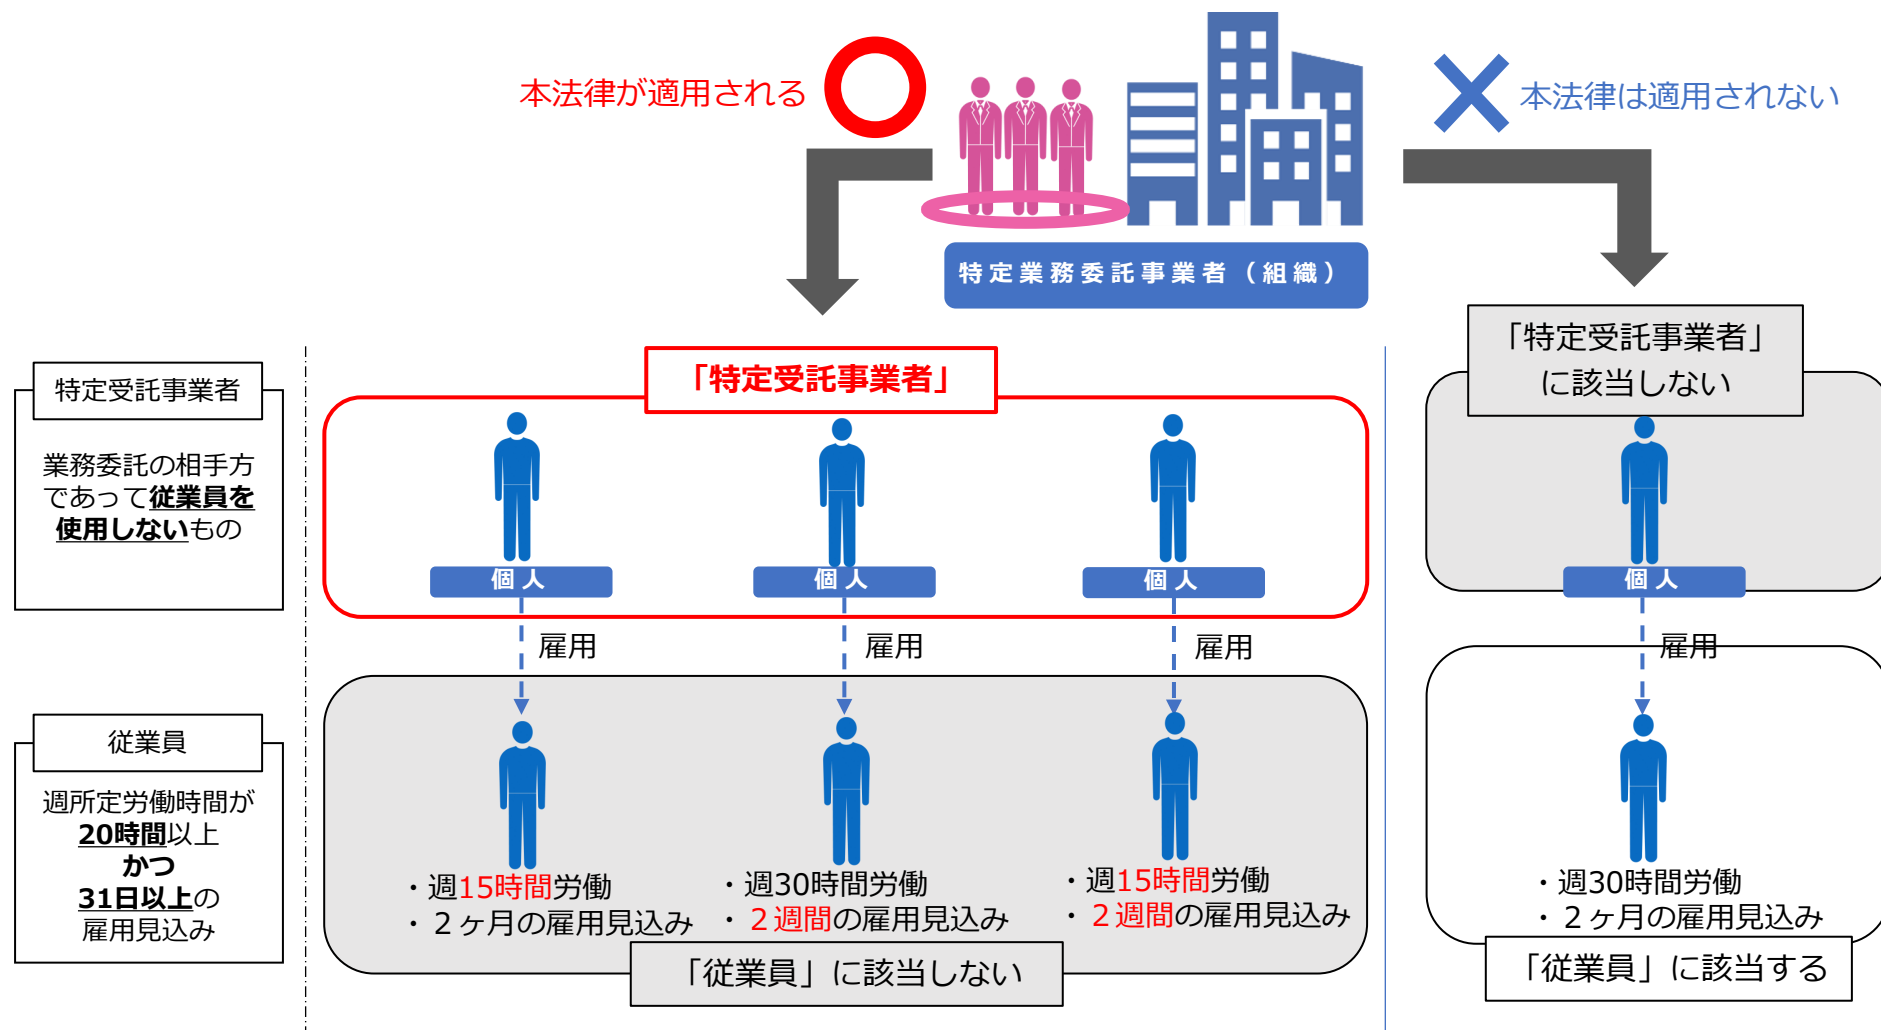 本法律が適用される
本法律は適用されない
特定業務委託事業者（組織）
特定受託事業者
業務委託の相手方
であって従業員を
使用しないもの
「特定受託事業者」
個人
個人
個人
雇用
雇用
雇用
「特定受託事業者」
に該当しない
個人
雇用
従業員
週所定労働時間が
20時間以上
かつ
31日以上の
雇用見込み
・週15時間労働
・２ヶ月の雇用見込み
・週30時間労働
・２週間の雇用見込み
・週15時間労働
・２週間の雇用見込み
「従業員」に該当しない
・週30時間労働
・２ヶ月の雇用見込み
「従業員」に該当する